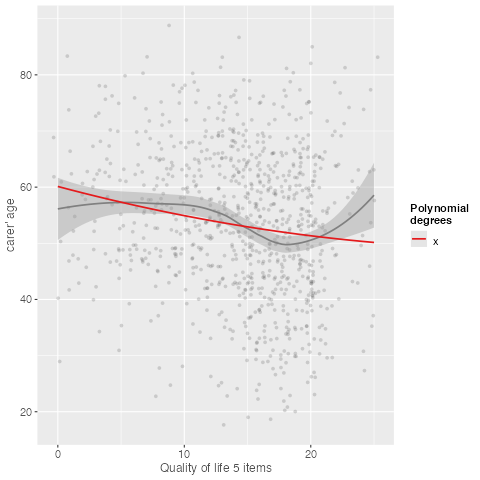 80
60
40
20
carer' age
0 10 20
Quality of life 5 items
Polynomial
degrees
x